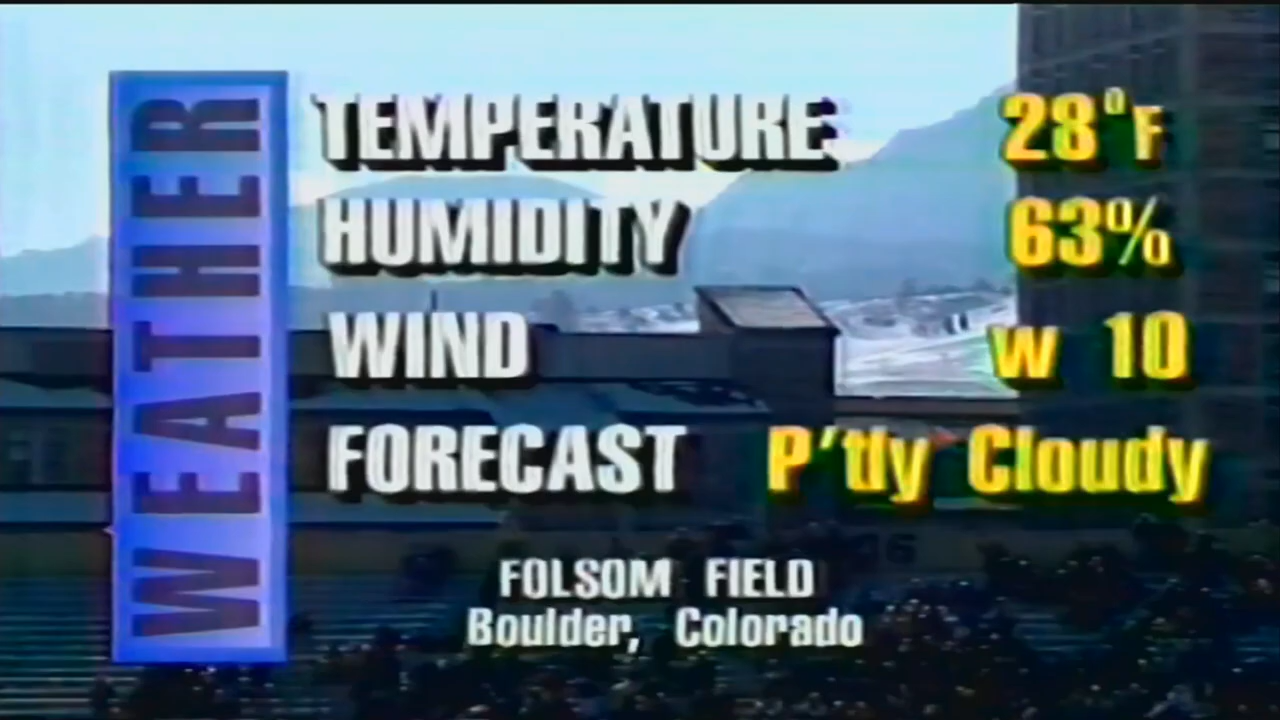 WEATHER
TEMPERATURE 28°F
HUMIDITY 63%
WIND W 10
FORECAST P'tly Cloudy
FOLSOM FIELD
Boulder, Colorado